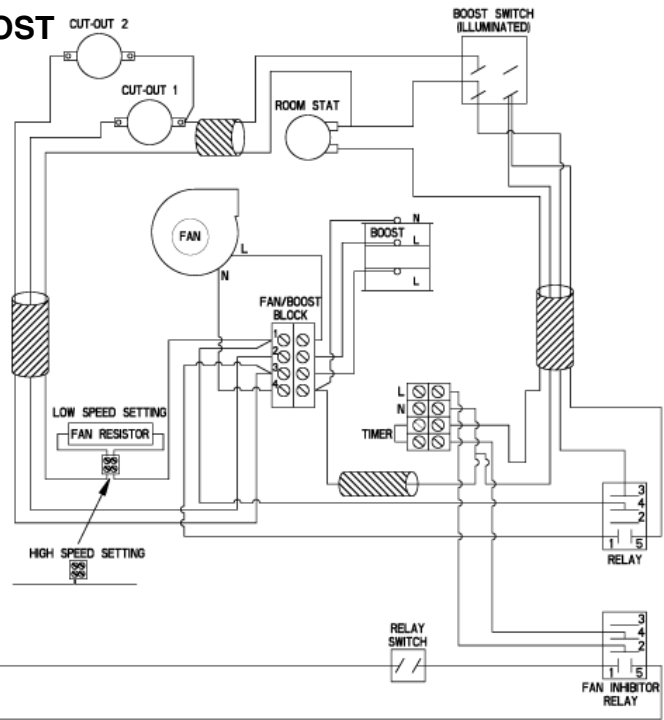 OST
CUT-OUT 2
BOOST SWITCH
(ILLUMINATED)
CUT-OUT 1
ROOM STAT
FAN
L
N
BOOST
N
L
L
FAN/BOOST
BLOCK
1
2
3
4
LOW SPEED SETTING
FAN RESISTOR
L
N
TIMER
HIGH SPEED SETTING
3
4
2
1 5
RELAY
RELAY
SWITCH
3
4
2
1 5
FAN INHIBITOR
RELAY